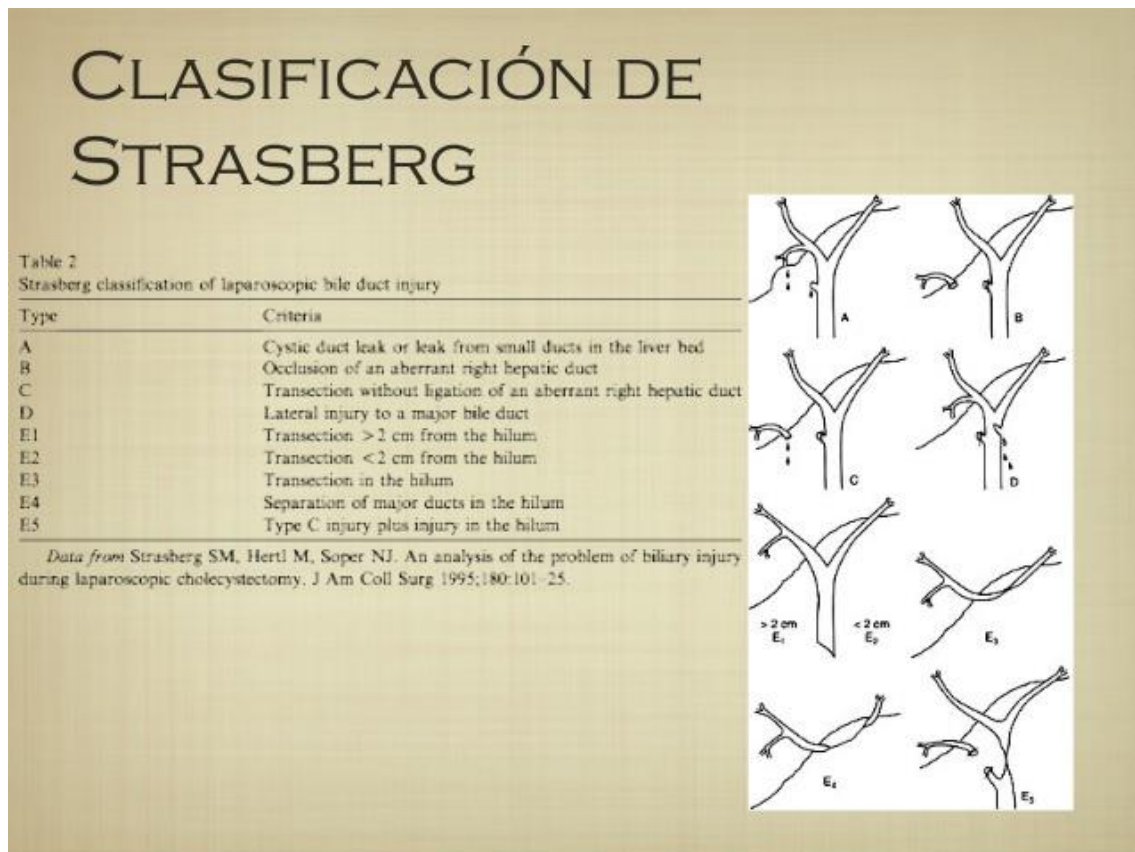 CLASIFICACIÓN DE
STRASBERG
Table 2
Strasberg classification of laparoscopic bile duct injury
Type Criteria
A Cystic duct leak or leak from small ducts in the liver bed
B Occlusion of an aberrant right hepatic duct
C Transection without ligation of an aberrant right hepatic duct
D Lateral injury to a major bile duct
E1 Transection >2 cm from the hilum
E2 Transection <2 cm from the hilum
E3 Transection in the hilum
E4 Separation of major ducts in the hilum
E5 Type C injury plus injury in the hilum
Data from Strasberg SM, Hertl M, Soper NJ. An analysis of the problem of biliary injury
during laparoscopic cholecystectomy. J Am Coll Surg 1995;180:101–25.
A B
C D
> 2 cm < 2 cm
E₁ E₂ E₃
E₄ E₅